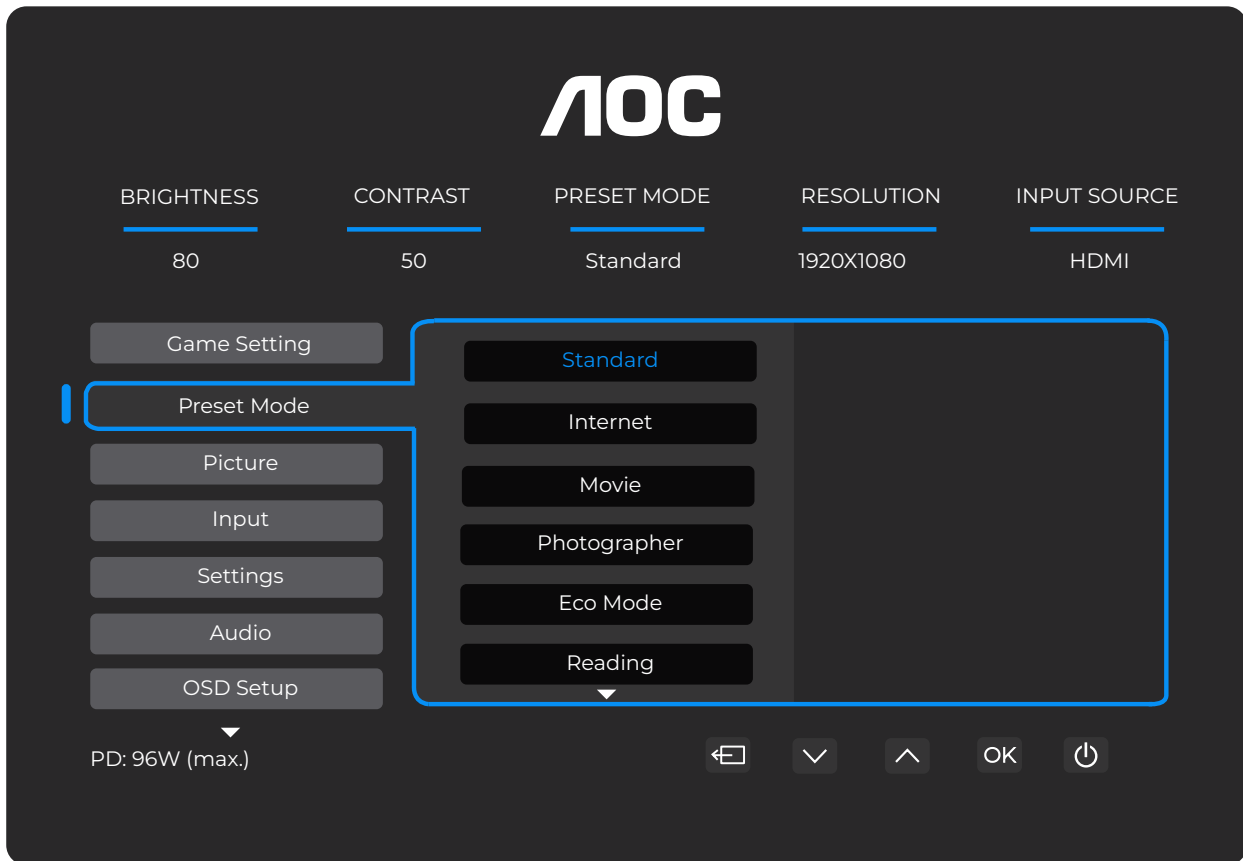 AOC
BRIGHTNESS CONTRAST PRESET MODE RESOLUTION INPUT SOURCE
80 50 Standard 1920X1080 HDMI
Game Setting
Preset Mode
Picture
Input
Settings
Audio
OSD Setup
Standard
Internet
Movie
Photographer
Eco Mode
Reading
PD: 96W (max.)
OK